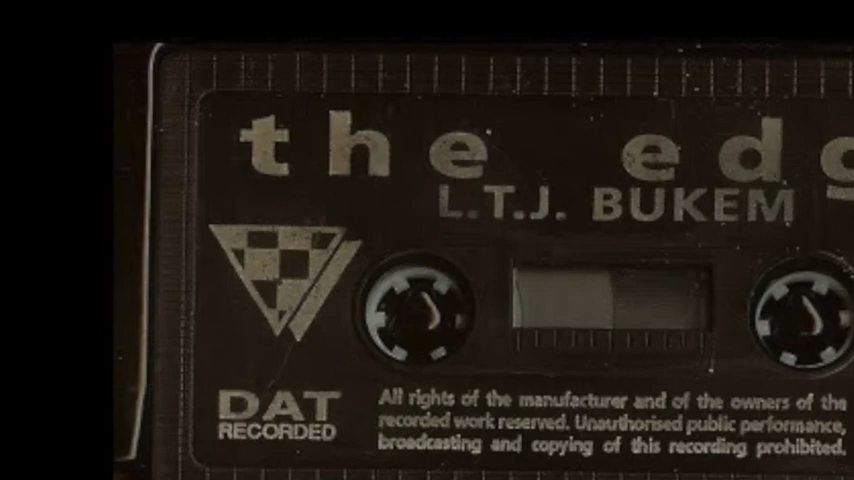 the edg
L.T.J. BUKEM
DAT
RECORDED
All rights of the manufacturer and of the owners of the
recorded work reserved. Unauthorised public performance,
broadcasting and copying of this recording prohibited.